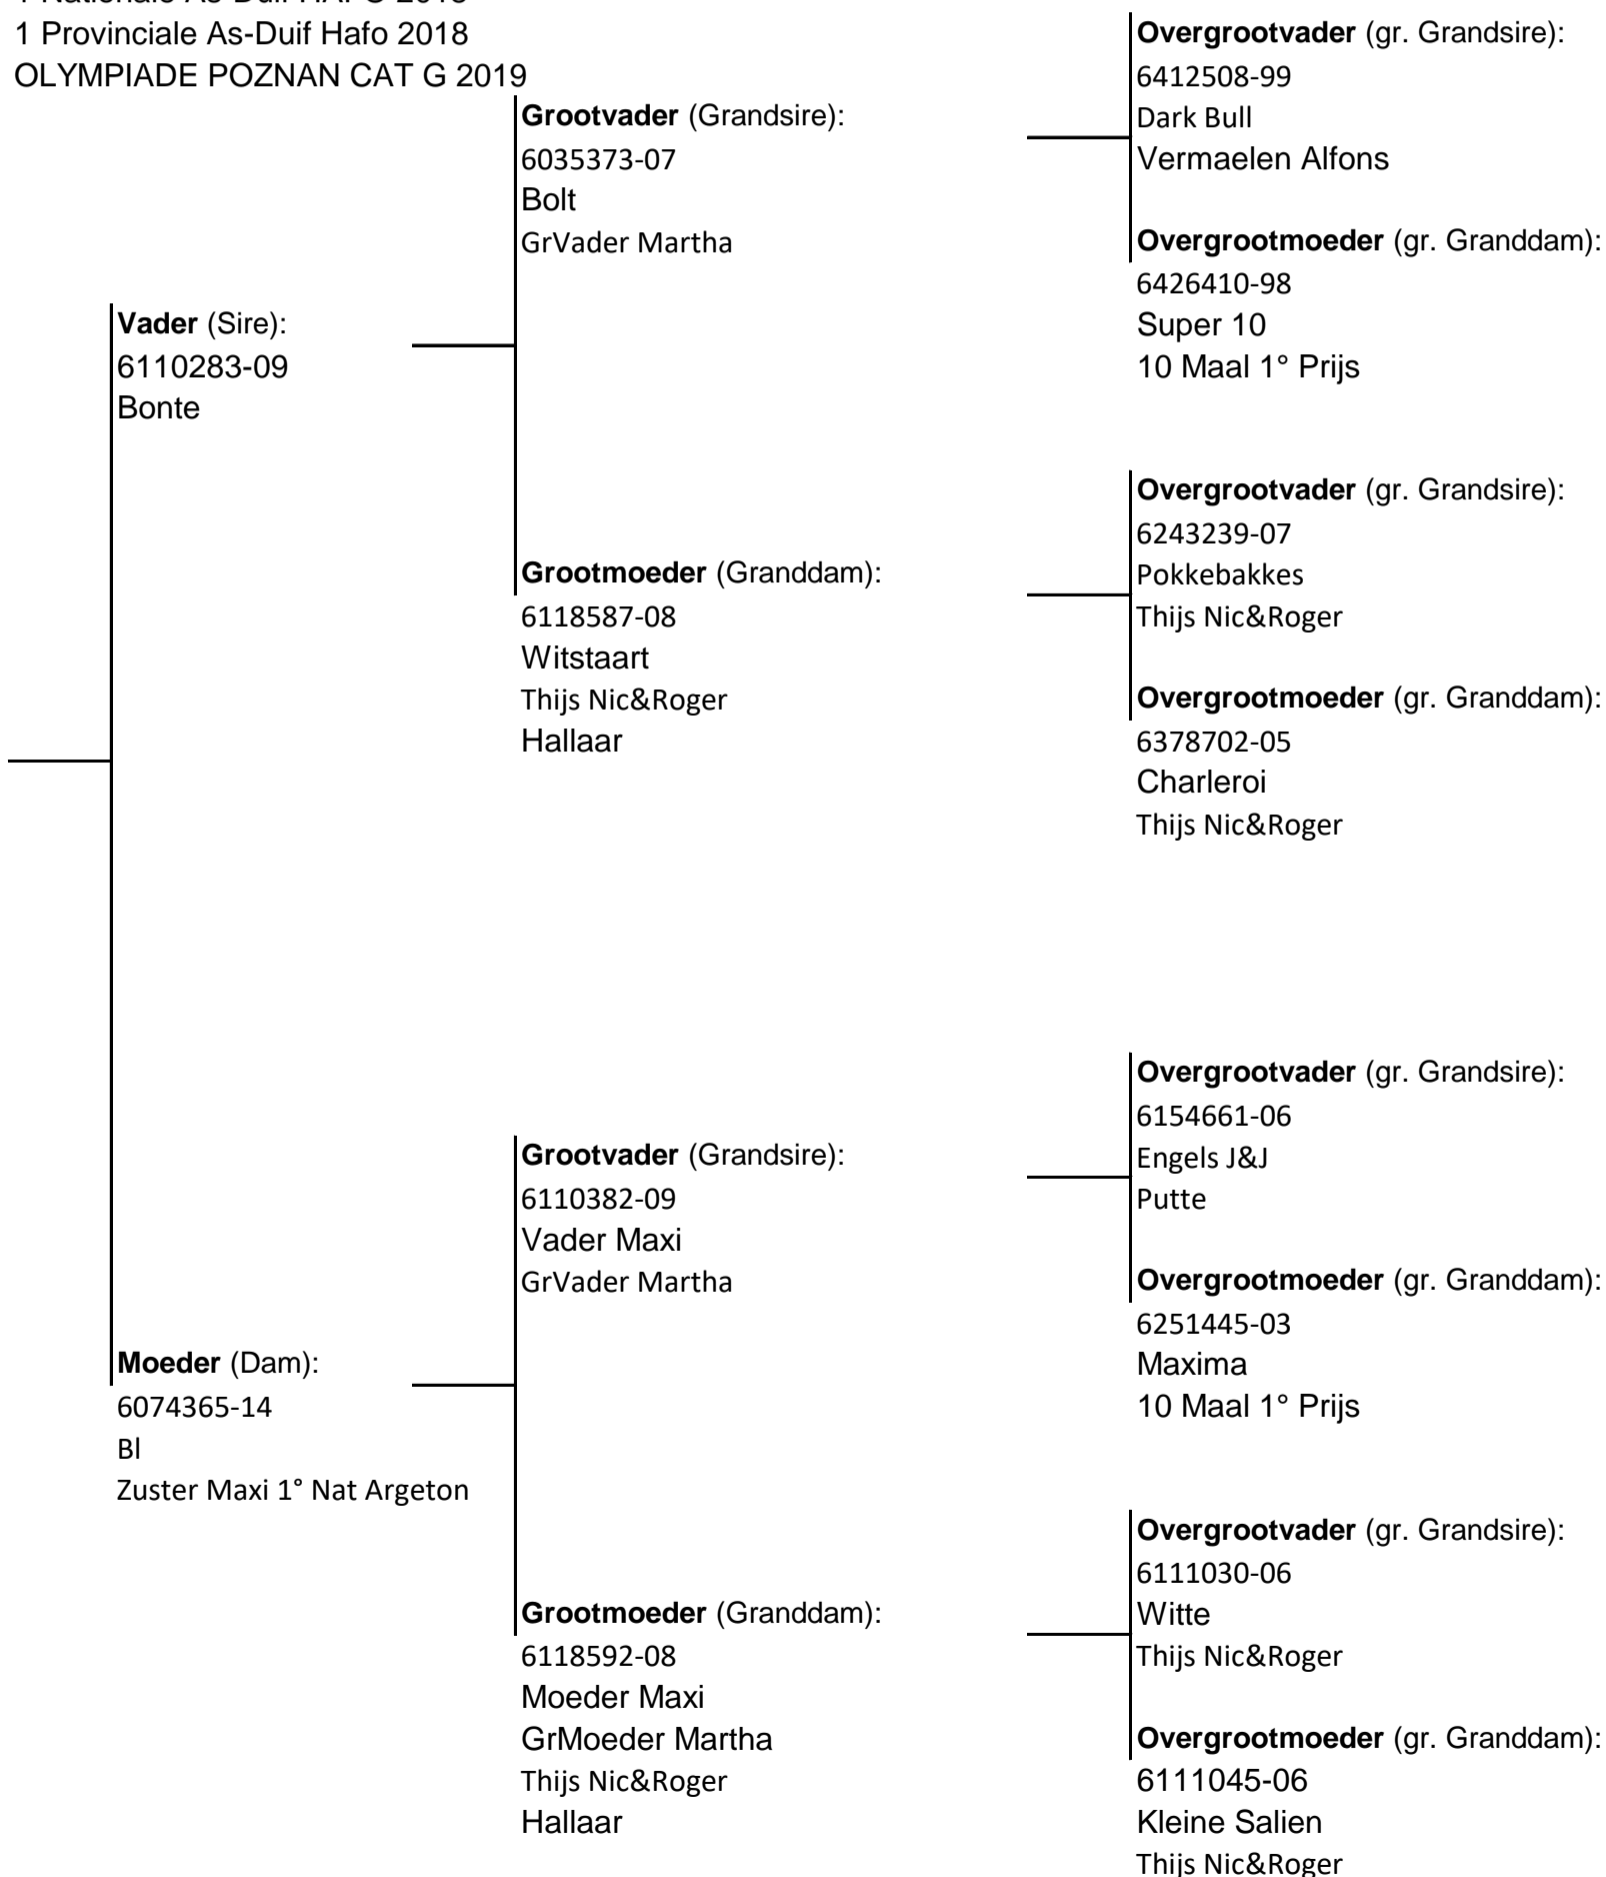 1 Provinciale As-Duif Hafo 2018
OLYMPIADE POZNAN CAT G 2019
Vader (Sire):
6110283-09
Bonte
Moeder (Dam):
6074365-14
Bl
Zuster Maxi 1° Nat Argeton
Grootvader (Grandsire):
6035373-07
Bolt
GrVader Martha
Grootmoeder (Granddam):
6118587-08
Witstaart
Thijs Nic&Roger
Hallaar
Grootvader (Grandsire):
6110382-09
Vader Maxi
GrVader Martha
Grootmoeder (Granddam):
6118592-08
Moeder Maxi
GrMoeder Martha
Thijs Nic&Roger
Hallaar
Overgrootvader (gr. Grandsire):
6412508-99
Dark Bull
Vermaelen Alfons
Overgrootmoeder (gr. Granddam):
6426410-98
Super 10
10 Maal 1° Prijs
Overgrootvader (gr. Grandsire):
6243239-07
Pokkebakkes
Thijs Nic&Roger
Overgrootmoeder (gr. Granddam):
6378702-05
Charleroi
Thijs Nic&Roger
Overgrootvader (gr. Grandsire):
6154661-06
Engels J&J
Putte
Overgrootmoeder (gr. Granddam):
6251445-03
Maxima
10 Maal 1° Prijs
Overgrootvader (gr. Grandsire):
6111030-06
Witte
Thijs Nic&Roger
Overgrootmoeder (gr. Granddam):
6111045-06
Kleine Salien
Thijs Nic&Roger